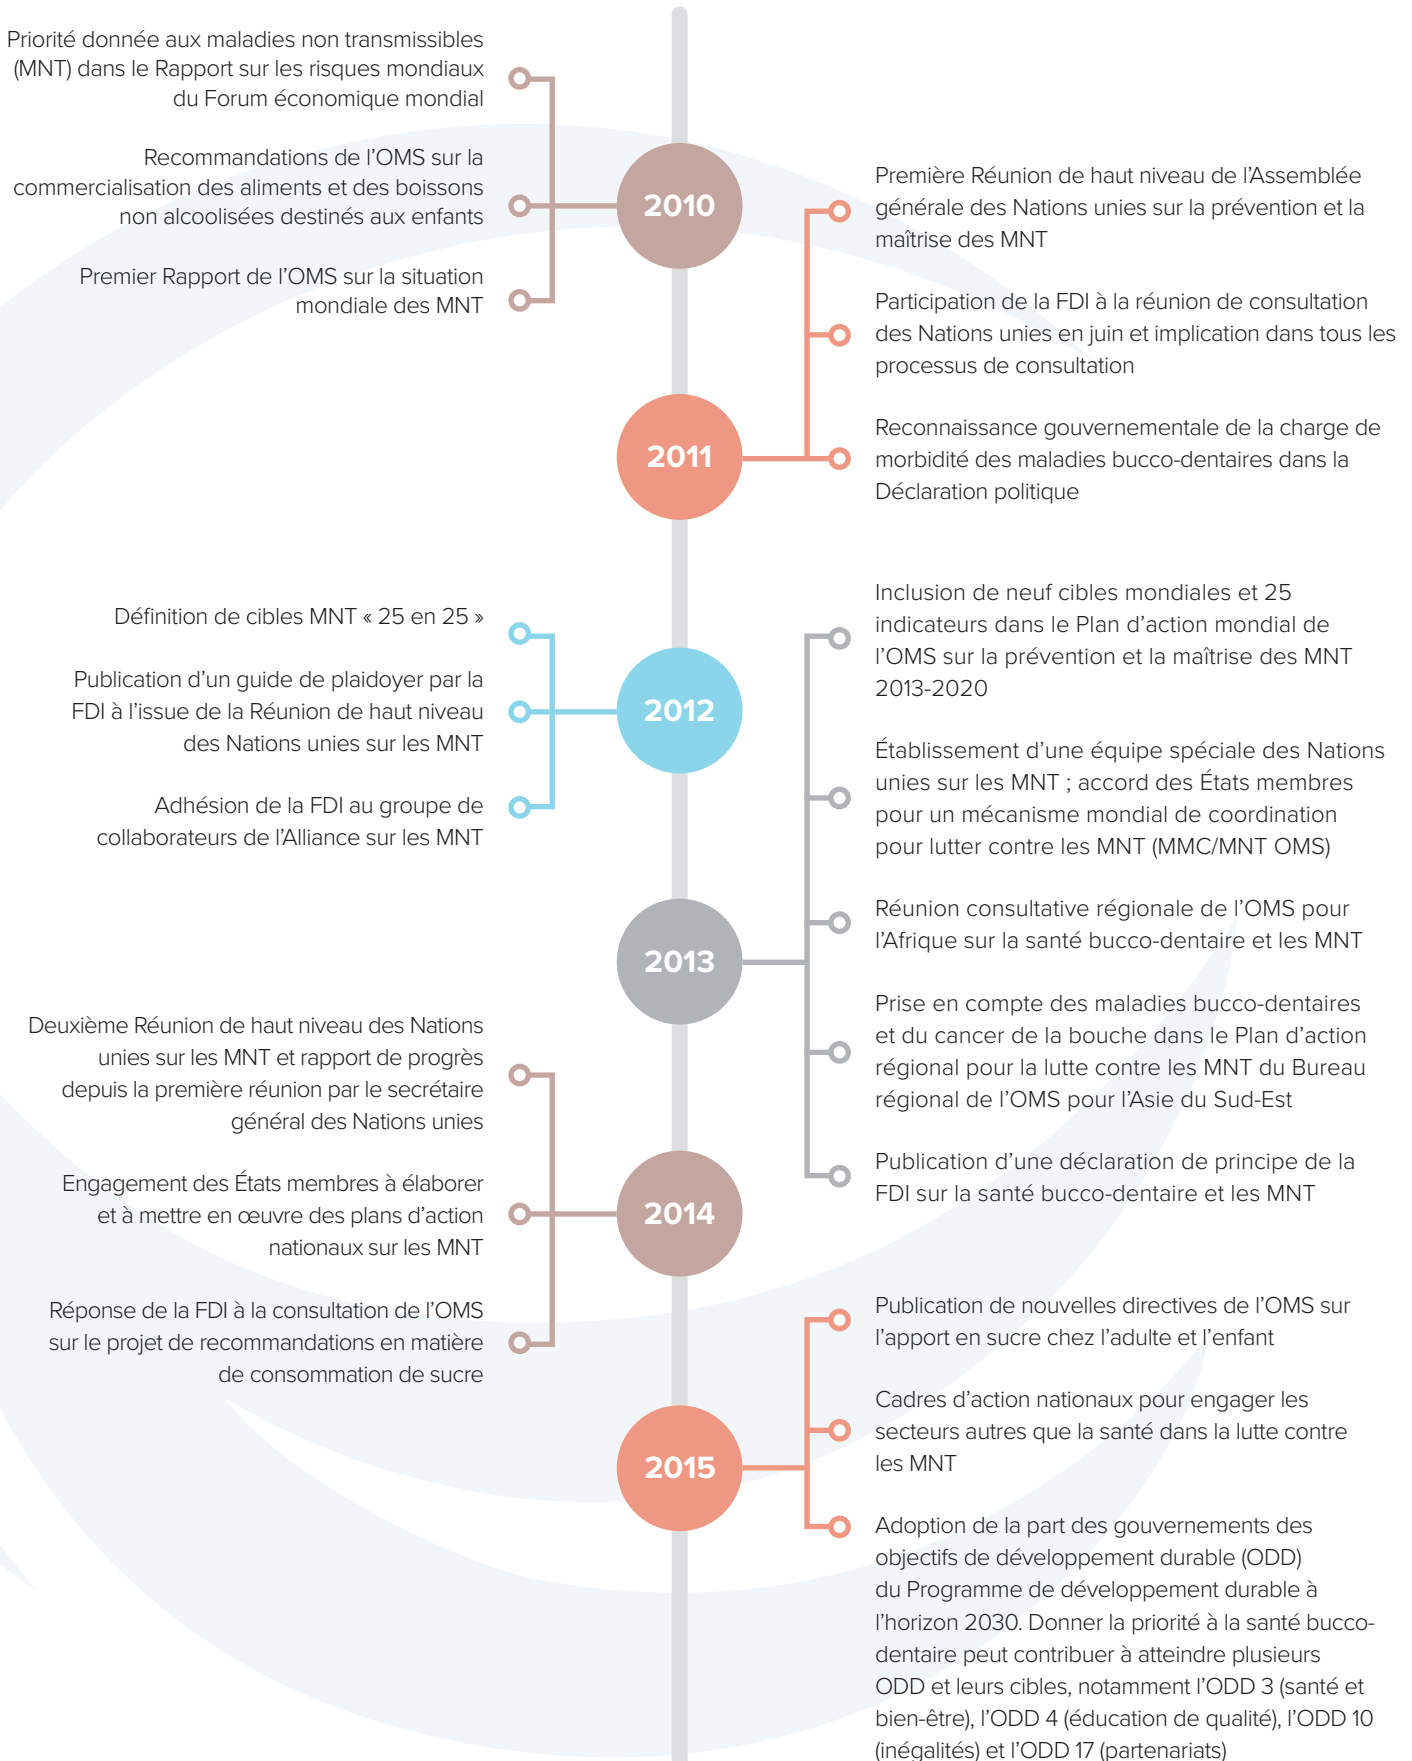 Priorité donnée aux maladies non transmissibles
(MNT) dans le Rapport sur les risques mondiaux
du Forum économique mondial
Recommandations de l’OMS sur la
commercialisation des aliments et des boissons
non alcoolisées destinés aux enfants
Premier Rapport de l’OMS sur la situation
mondiale des MNT
2010
Première Réunion de haut niveau de l’Assemblée
générale des Nations unies sur la prévention et la
maîtrise des MNT
Participation de la FDI à la réunion de consultation
des Nations unies en juin et implication dans tous les
processus de consultation
Reconnaissance gouvernementale de la charge de
morbidité des maladies bucco-dentaires dans la
Déclaration politique
2011
Définition de cibles MNT « 25 en 25 »
Publication d’un guide de plaidoyer par la
FDI à l’issue de la Réunion de haut niveau
des Nations unies sur les MNT
Adhésion de la FDI au groupe de
collaborateurs de l’Alliance sur les MNT
2012
Inclusion de neuf cibles mondiales et 25
indicateurs dans le Plan d’action mondial de
l’OMS sur la prévention et la maîtrise des MNT
2013-2020
Établissement d’une équipe spéciale des Nations
unies sur les MNT ; accord des États membres
pour un mécanisme mondial de coordination
pour lutter contre les MNT (MMC/MNT OMS)
Réunion consultative régionale de l’OMS pour
l’Afrique sur la santé bucco-dentaire et les MNT
Prise en compte des maladies bucco-dentaires
et du cancer de la bouche dans le Plan d’action
régional pour la lutte contre les MNT du Bureau
régional de l’OMS pour l’Asie du Sud-Est
Publication d’une déclaration de principe de la
FDI sur la santé bucco-dentaire et les MNT
2013
Deuxième Réunion de haut niveau des Nations
unies sur les MNT et rapport de progrès
depuis la première réunion par le secrétaire
général des Nations unies
Engagement des États membres à élaborer
et à mettre en œuvre des plans d’action
nationaux sur les MNT
Réponse de la FDI à la consultation de l’OMS
sur le projet de recommandations en matière
de consommation de sucre
2014
Publication de nouvelles directives de l’OMS sur
l’apport en sucre chez l’adulte et l’enfant
Cadres d’action nationaux pour engager les
secteurs autres que la santé dans la lutte contre
les MNT
Adoption de la part des gouvernements des
objectifs de développement durable (ODD)
du Programme de développement durable à
l’horizon 2030. Donner la priorité à la santé bucco-
dentaire peut contribuer à atteindre plusieurs
ODD et leurs cibles, notamment l’ODD 3 (santé et
bien-être), l’ODD 4 (éducation de qualité), l’ODD 10
(inégalités) et l’ODD 17 (partenariats)
2015